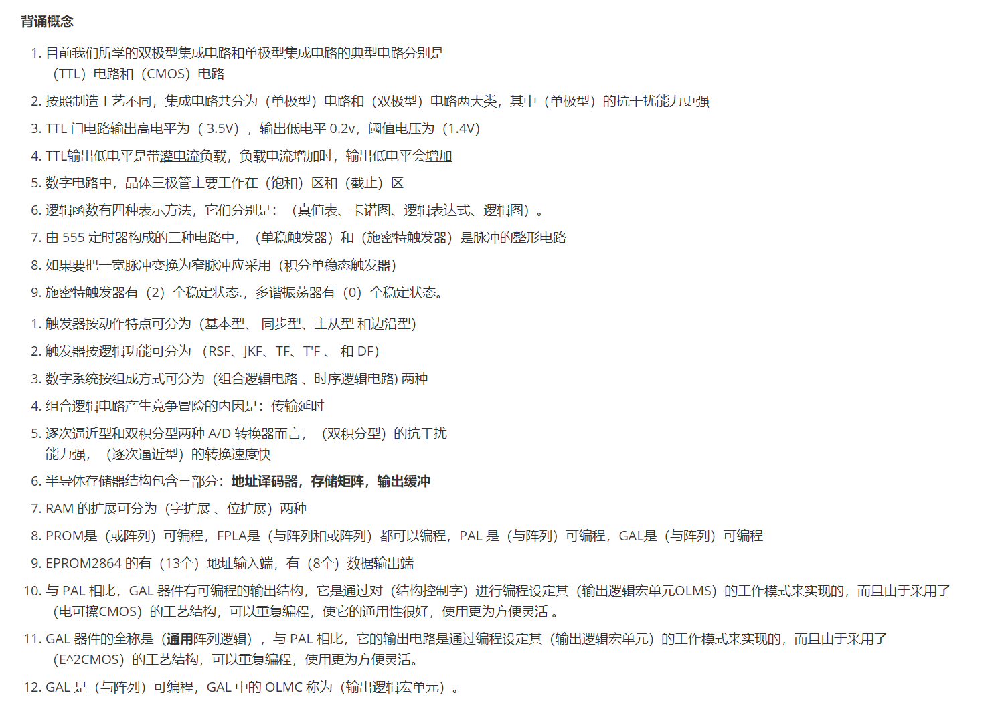 背诵概念
1. 目前我们所学的双极型集成电路和单极型集成电路的典型电路分别是
（TTL）电路和（CMOS）电路
2. 按照制造工艺不同，集成电路共分为（单极型）电路和（双极型）电路两大类，其中（单极型）的抗干扰能力更强
3. TTL 门电路输出高电平为（ 3.5V），输出低电平 0.2v，阈值电压为（1.4V）
4. TTL输出低电平是带灌电流负载，负载电流增加时，输出低电平会增加
5. 数字电路中，晶体三极管主要工作在（饱和）区和（截止）区
6. 逻辑函数有四种表示方法，它们分别是：（真值表、卡诺图、逻辑表达式、逻辑图）。
7. 由 555 定时器构成的三种电路中，（单稳触发器）和（施密特触发器）是脉冲的整形电路
8. 如果要把一宽脉冲变换为窄脉冲应采用（积分单稳态触发器）
9. 施密特触发器有（2）个稳定状态.，多谐振荡器有（0）个稳定状态。
1. 触发器按动作特点可分为（基本型、 同步型、主从型 和边沿型）
2. 触发器按逻辑功能可分为 （RSF、JKF、TF、T'F 、 和 DF）
3. 数字系统按组成方式可分为（组合逻辑电路 、时序逻辑电路) 两种
4. 组合逻辑电路产生竞争冒险的内因是：传输延时
5. 逐次逼近型和双积分型两种 A/D 转换器而言，（双积分型）的抗干扰
能力强，（逐次逼近型）的转换速度快
6. 半导体存储器结构包含三部分：地址译码器，存储矩阵，输出缓冲
7. RAM 的扩展可分为（字扩展 、位扩展）两种
8. PROM是（或阵列）可编程，FPLA是（与阵列和或阵列）都可以编程，PAL 是（与阵列）可编程，GAL是（与阵列）可编程
9. EPROM2864 的有（13个）地址输入端，有（8个）数据输出端
10. 与 PAL 相比，GAL 器件有可编程的输出结构，它是通过对（结构控制字）进行编程设定其（输出逻辑宏单元OLMS）的工作模式来实现的，而且由于采用了
（电可擦CMOS）的工艺结构，可以重复编程，使它的通用性很好，使用更为方便灵活 。
11. GAL 器件的全称是（通用阵列逻辑），与 PAL 相比，它的输出电路是通过编程设定其（输出逻辑宏单元）的工作模式来实现的，而且由于采用了
（E^2CMOS）的工艺结构，可以重复编程，使用更为方便灵活。
12. GAL 是（与阵列）可编程，GAL 中的 OLMC 称为（输出逻辑宏单元）。